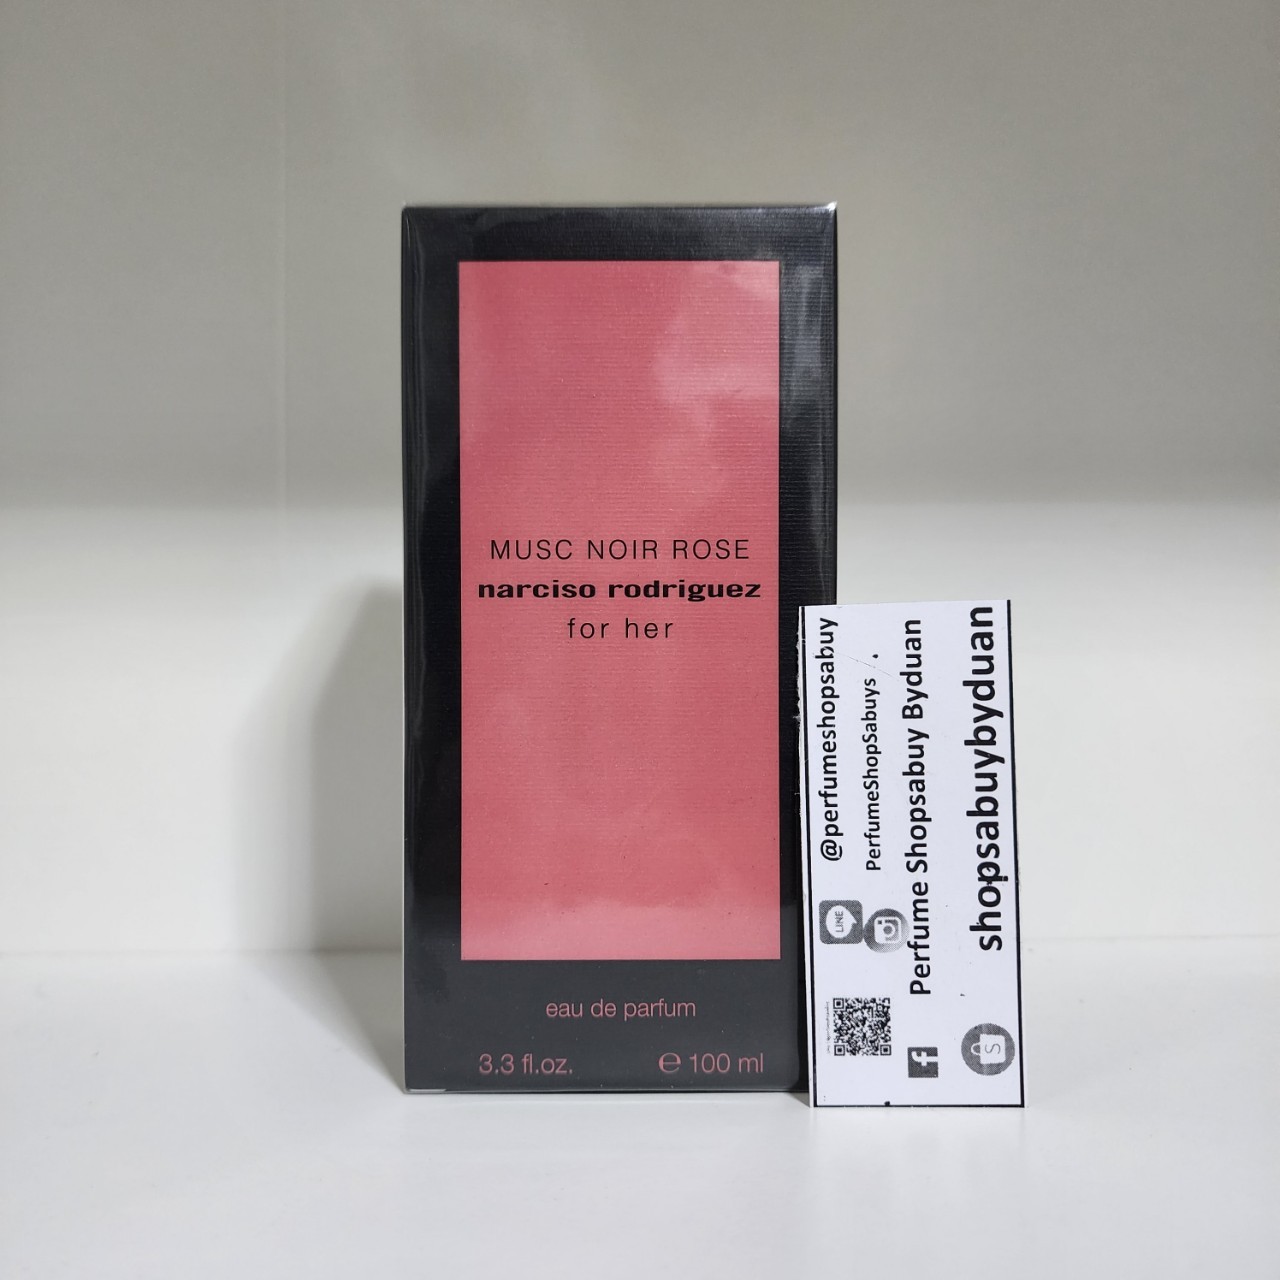 MUSC NOIR ROSE
narciso rodriguez
for her
eau de parfum
3.3 fl.oz.
e 100 ml
@perfumeshopsabuy
PerfumeShopSabuys
Perfume Shopsabuy Byduan
shopsabuybyduan
LINE